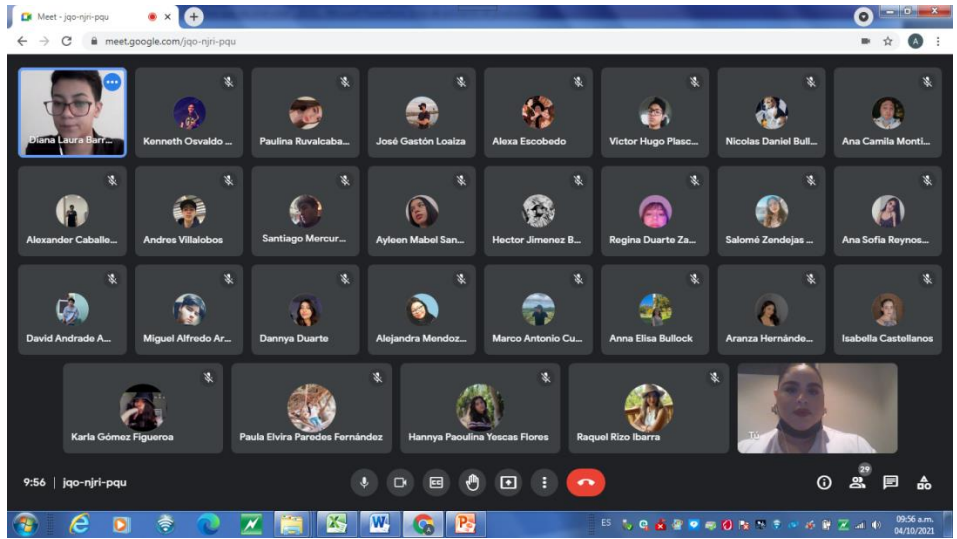 Meet - jqo-njri-pqu
meet.google.com/jqo-njri-pqu
A
Diana Laura Barr...
Kenneth Osvaldo ...
Paulina Ruvalcaba...
José Gastón Loaiza
Alexa Escobedo
Victor Hugo Plasc...
Nicolas Daniel Bull...
Ana Camila Monti...
Alexander Caballe...
Andres Villalobos
Santiago Mercur...
Ayleen Mabel San...
Hector Jimenez B...
Regina Duarte Za...
Salomé Zendejas ...
Ana Sofia Reynos...
David Andrade A...
Miguel Alfredo Ar...
Dannya Duarte
Alejandra Mendoz...
Marco Antonio Cu...
Anna Elisa Bullock
Aranza Hernánde...
Isabella Castellanos
Karla Gómez Figueroa
Paula Elvira Paredes Fernández
Hannya Paoulina Yescas Flores
Raquel Rizo Ibarra
Tú
9:56 | jqo-njri-pqu
CC
29
ES
09:56 a.m.
04/10/2021